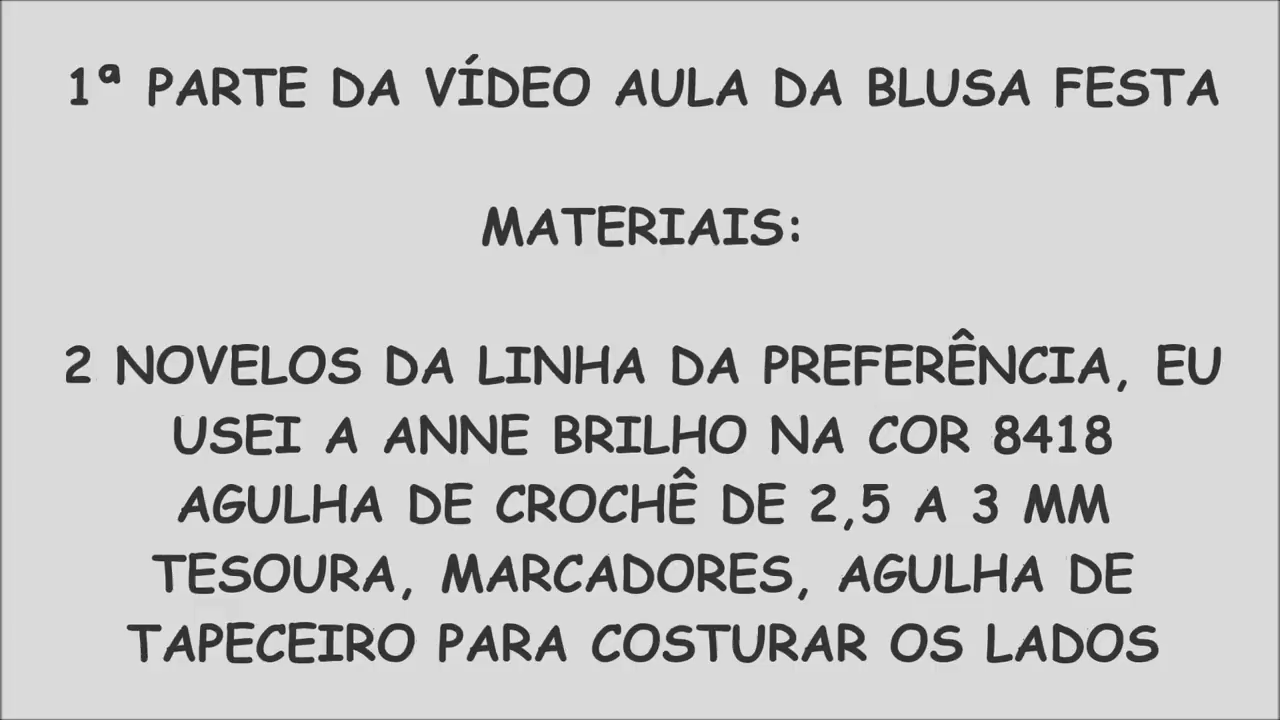 1ª PARTE DA VÍDEO AULA DA BLUSA FESTA
MATERIAIS:
2 NOVELOS DA LINHA DA PREFERÊNCIA, EU
USEI A ANNE BRILHO NA COR 8418
AGULHA DE CROCHÊ DE 2,5 A 3 MM
TESOURA, MARCADORES, AGULHA DE
TAPECEIRO PARA COSTURAR OS LADOS